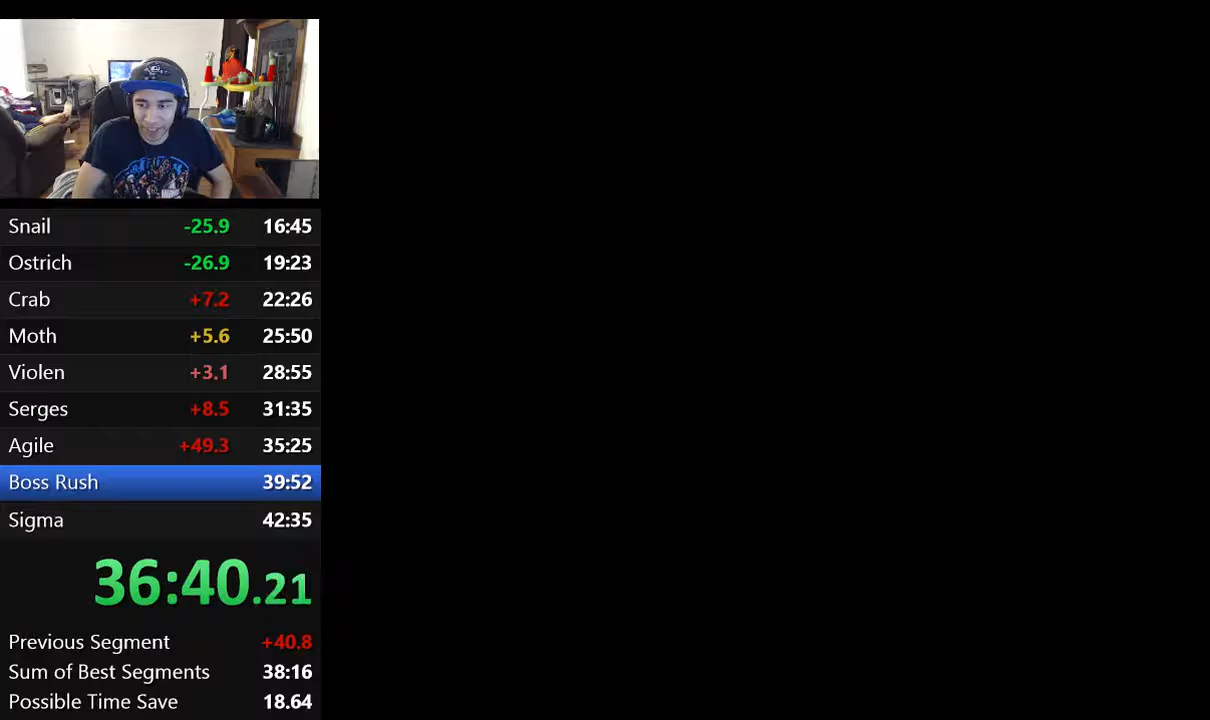 Snail -25.9 16:45
Ostrich -26.9 19:23
Crab +7.2 22:26
Moth +5.6 25:50
Violen +3.1 28:55
Serges +8.5 31:35
Agile +49.3 35:25
Boss Rush 39:52
Sigma 42:35
36:40.21
Previous Segment +40.8
Sum of Best Segments 38:16
Possible Time Save 18.64